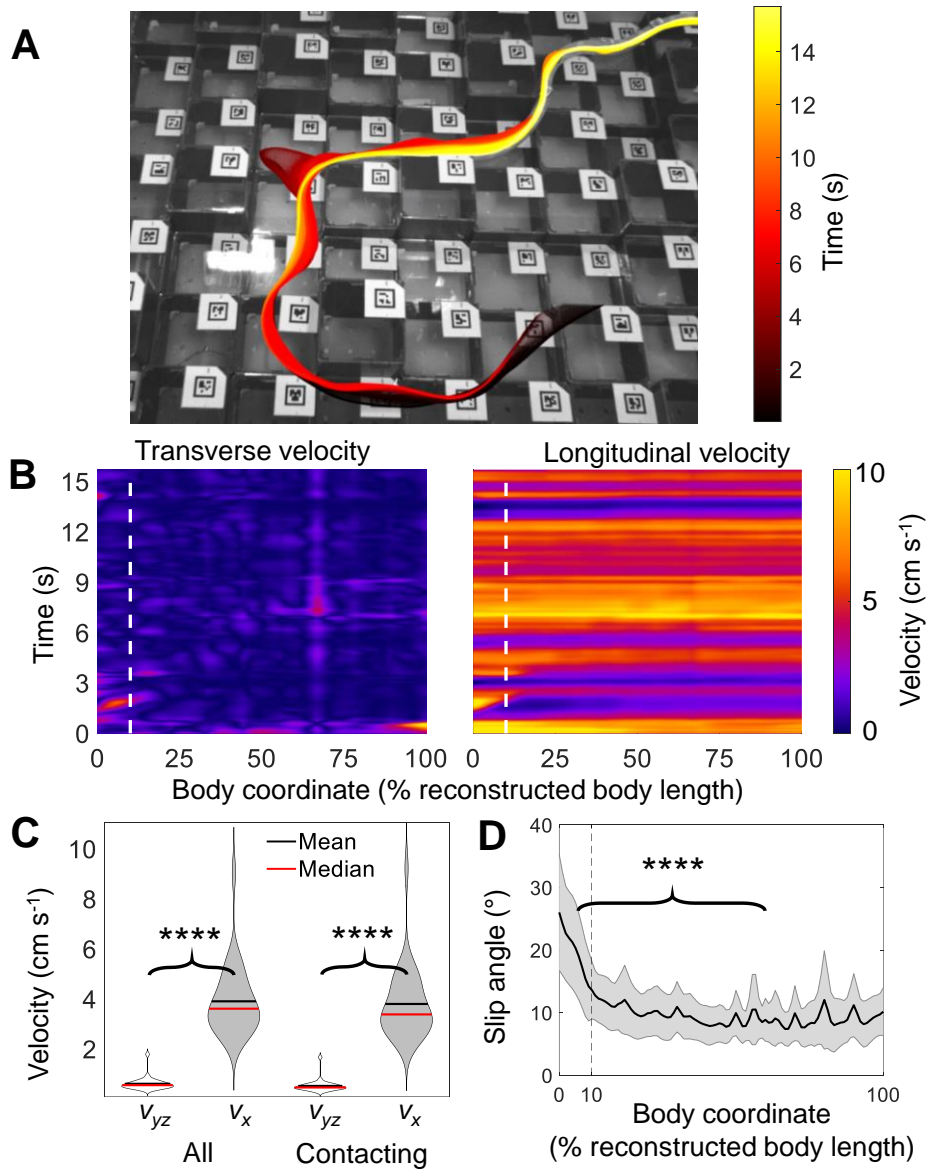 A
14
12
10
8
6
4
2
Time (s)
B
Transverse velocity
Longitudinal velocity
15
12
9
6
3
0
Time (s)
0 25 50 75 100
0 25 50 75 100
10
5
0
Velocity (cm s-1)
Body coordinate (% reconstructed body length)
C
10
8
6
4
2
Velocity (cm s-1)
Mean
Median
****
****
vyz vx vyz vx
All Contacting
D
40
30
20
10
0
Slip angle (°)
****
0 10 100
Body coordinate
(% reconstructed body length)